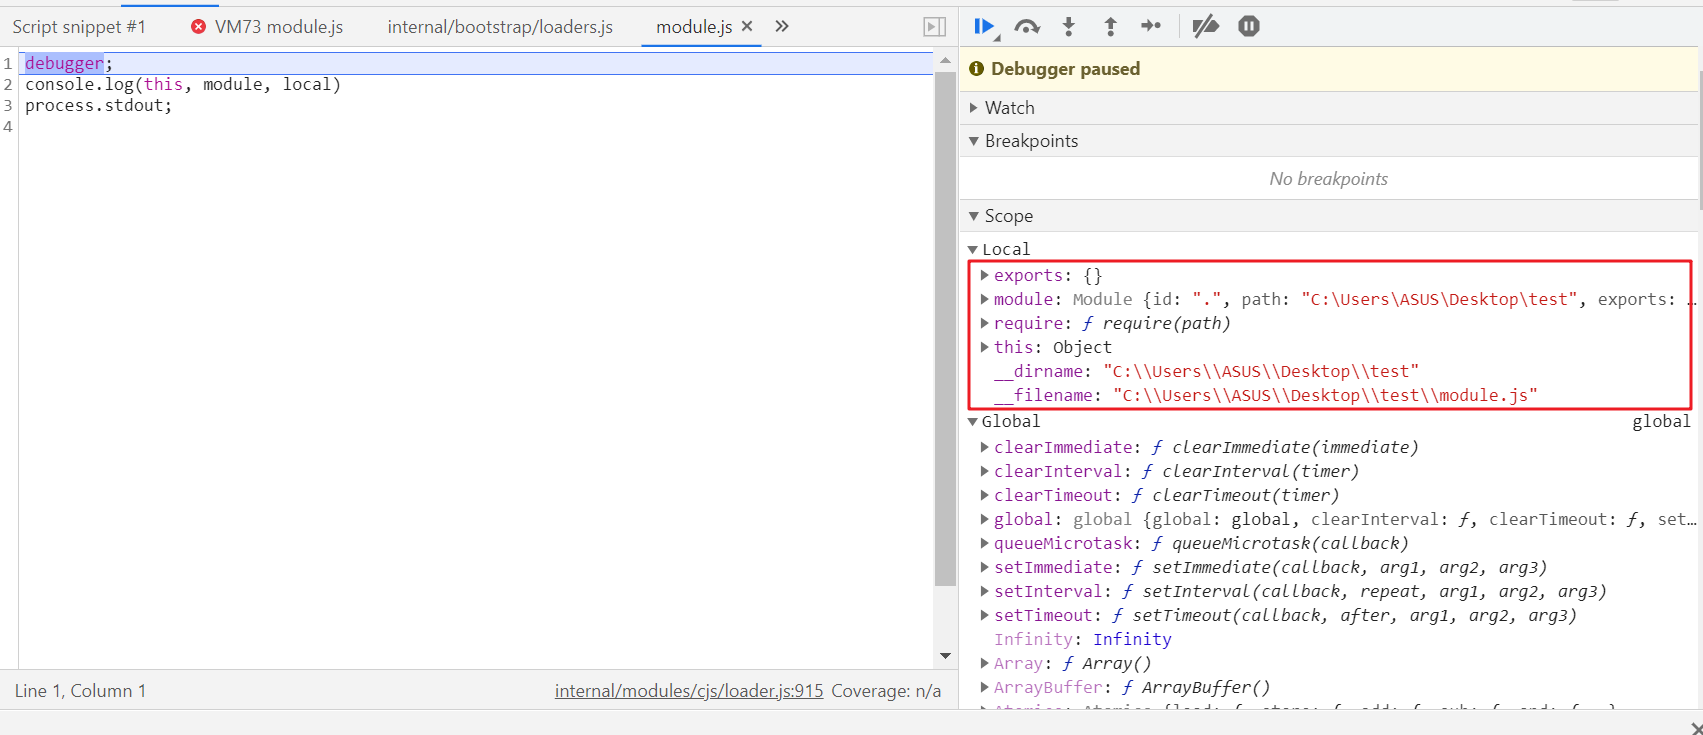 Script snippet #1 VM73 module.js internal/bootstrap/loaders.js module.js × »
1 debugger;
2 console.log(this, module, local)
3 process.stdout;
4
Line 1, Column 1 internal/modules/cjs/loader.js:915 Coverage: n/a
Debugger paused
Watch
Breakpoints
No breakpoints
Scope
Local
exports: {}
module: Module {id: ".", path: "C:\Users\ASUS\Desktop\test", exports: …
require: ƒ require(path)
this: Object
__dirname: "C:\\Users\\ASUS\\Desktop\\test"
__filename: "C:\\Users\\ASUS\\Desktop\\test\\module.js"
Global global
clearImmediate: ƒ clearImmediate(immediate)
clearInterval: ƒ clearInterval(timer)
clearTimeout: ƒ clearTimeout(timer)
global: global {global: global, clearInterval: ƒ, clearTimeout: ƒ, set…
queueMicrotask: ƒ queueMicrotask(callback)
setImmediate: ƒ setImmediate(callback, arg1, arg2, arg3)
setInterval: ƒ setInterval(callback, repeat, arg1, arg2, arg3)
setTimeout: ƒ setTimeout(callback, after, arg1, arg2, arg3)
Infinity: Infinity
Array: ƒ Array()
ArrayBuffer: ƒ ArrayBuffer()